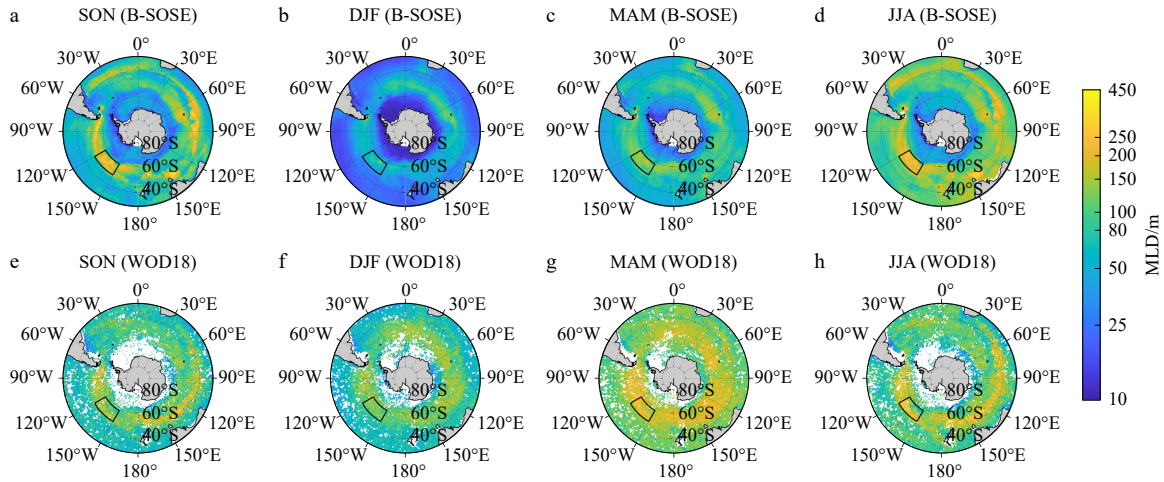 a SON (B-SOSE)
0°
30°W 30°E
60°W 60°E
90°W 90°E
80°S
60°S
40°S
120°W 120°E
150°W 150°E
180°
b DJF (B-SOSE)
0°
30°W 30°E
60°W 60°E
90°W 90°E
80°S
60°S
40°S
120°W 120°E
150°W 150°E
180°
c MAM (B-SOSE)
0°
30°W 30°E
60°W 60°E
90°W 90°E
80°S
60°S
40°S
120°W 120°E
150°W 150°E
180°
d JJA (B-SOSE)
0°
30°W 30°E
60°W 60°E
90°W 90°E
80°S
60°S
40°S
120°W 120°E
150°W 150°E
180°
e SON (WOD18)
0°
30°W 30°E
60°W 60°E
90°W 90°E
80°S
60°S
40°S
120°W 120°E
150°W 150°E
180°
f DJF (WOD18)
0°
30°W 30°E
60°W 60°E
90°W 90°E
80°S
60°S
40°S
120°W 120°E
150°W 150°E
180°
g MAM (WOD18)
0°
30°W 30°E
60°W 60°E
90°W 90°E
80°S
60°S
40°S
120°W 120°E
150°W 150°E
180°
h JJA (WOD18)
0°
30°W 30°E
60°W 60°E
90°W 90°E
80°S
60°S
40°S
120°W 120°E
150°W 150°E
180°
450
250
200
150
100
80
50
25
10
MLD/m